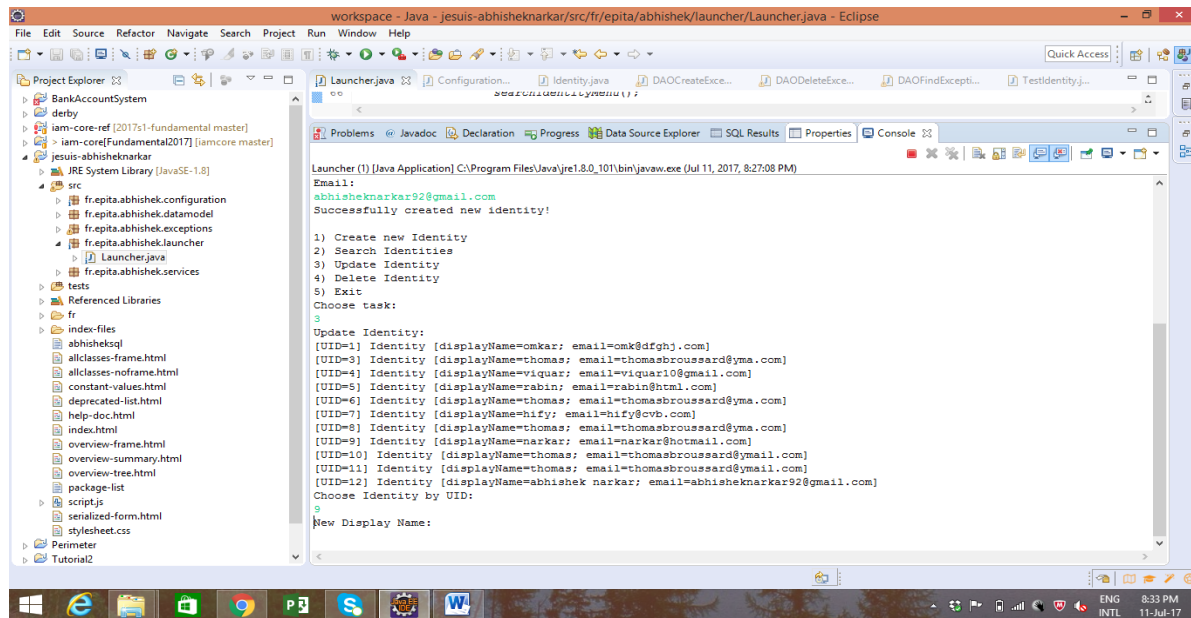 workspace - Java - jesuis-abhisheknarkar/src/fr/epita/abhishek/launcher/Launcher.java - Eclipse
File Edit Source Refactor Navigate Search Project Run Window Help
Quick Access
Project Explorer
BankAccountSystem
derby
iam-core-ref [2017s1-fundamental master]
> iam-core[Fundamental2017] [iamcore master]
jesuis-abhisheknarkar
JRE System Library [JavaSE-1.8]
src
fr.epita.abhishek.configuration
fr.epita.abhishek.datamodel
fr.epita.abhishek.exceptions
fr.epita.abhishek.launcher
Launcher.java
fr.epita.abhishek.services
tests
Referenced Libraries
fr
index-files
abhisheksql
allclasses-frame.html
allclasses-noframe.html
constant-values.html
deprecated-list.html
help-doc.html
index.html
overview-frame.html
overview-summary.html
overview-tree.html
package-list
script.js
serialized-form.html
stylesheet.css
Perimeter
Tutorial2
Launcher.java Configuration... Identity.java DAOCreateExce... DAODeleteExce... DAOFindExcepti... TestIdentity.j...
66 searchIdentityMenu();
Problems @ Javadoc Declaration Progress Data Source Explorer SQL Results Properties Console
Launcher (1) [Java Application] C:\Program Files\Java\jre1.8.0_101\bin\javaw.exe (Jul 11, 2017, 8:27:08 PM)
Email:
abhisheknarkar92@gmail.com
Successfully created new identity!
1) Create new Identity
2) Search Identities
3) Update Identity
4) Delete Identity
5) Exit
Choose task:
3
Update Identity:
[UID=1] Identity [displayName=omkar; email=omk@dfghj.com]
[UID=3] Identity [displayName=thomas; email=thomasbroussard@yma.com]
[UID=4] Identity [displayName=viquar; email=viquar10@gmail.com]
[UID=5] Identity [displayName=rabin; email=rabin@html.com]
[UID=6] Identity [displayName=thomas; email=thomasbroussard@yma.com]
[UID=7] Identity [displayName=hify; email=hify@cvb.com]
[UID=8] Identity [displayName=thomas; email=thomasbroussard@yma.com]
[UID=9] Identity [displayName=narkar; email=narkar@hotmail.com]
[UID=10] Identity [displayName=thomas; email=thomasbroussard@ymail.com]
[UID=11] Identity [displayName=thomas; email=thomasbroussard@ymail.com]
[UID=12] Identity [displayName=abhishek narkar; email=abhisheknarkar92@gmail.com]
Choose Identity by UID:
9
New Display Name:
ENG
INTL
8:33 PM
11-Jul-17